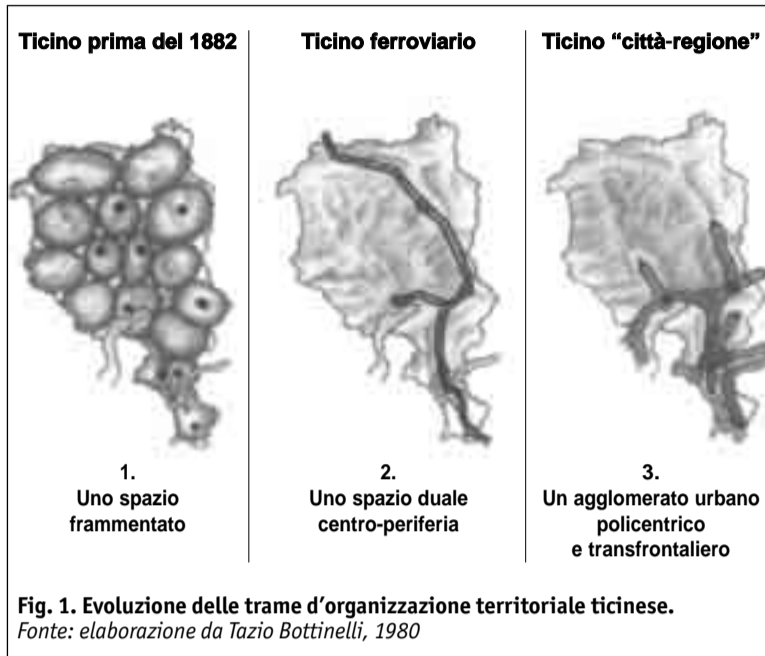 Ticino prima del 1882
Ticino ferroviario
Ticino “città-regione”
1.
Uno spazio
frammentato
2.
Uno spazio duale
centro-periferia
3.
Un agglomerato urbano
policentrico
e transfrontaliero
Fig. 1. Evoluzione delle trame d’organizzazione territoriale ticinese.
Fonte: elaborazione da Tazio Bottinelli, 1980